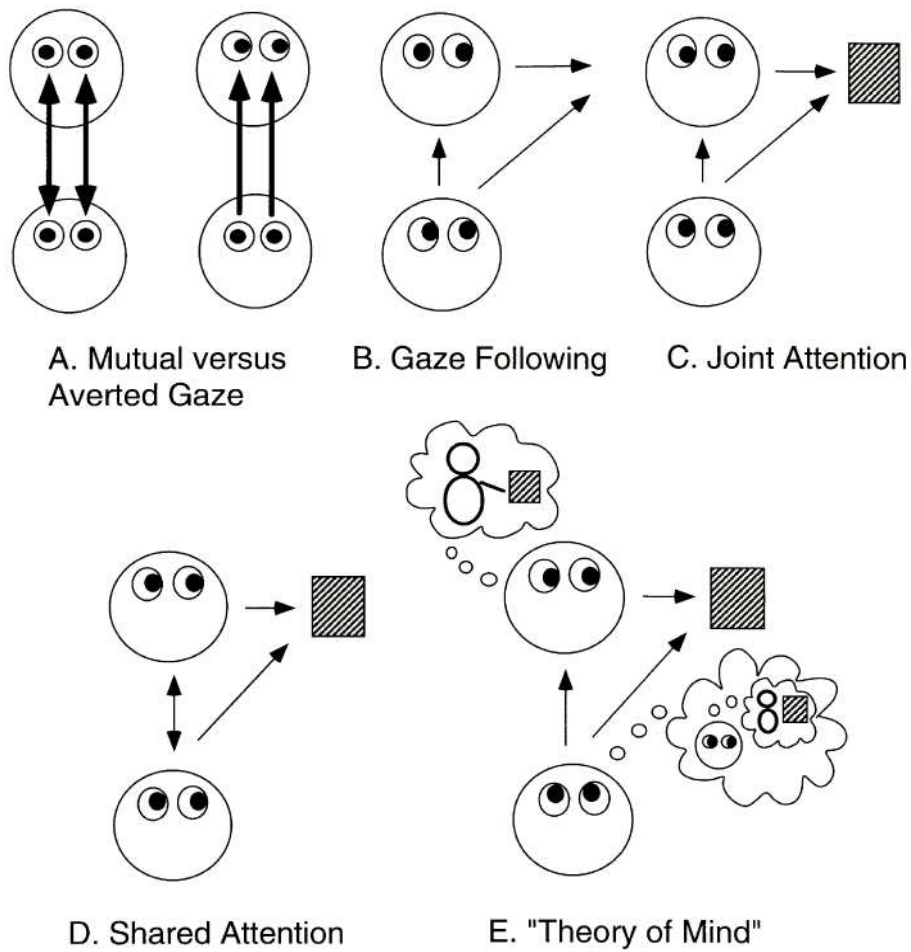 A. Mutual versus
Averted Gaze
B. Gaze Following
C. Joint Attention
D. Shared Attention
E. "Theory of Mind"